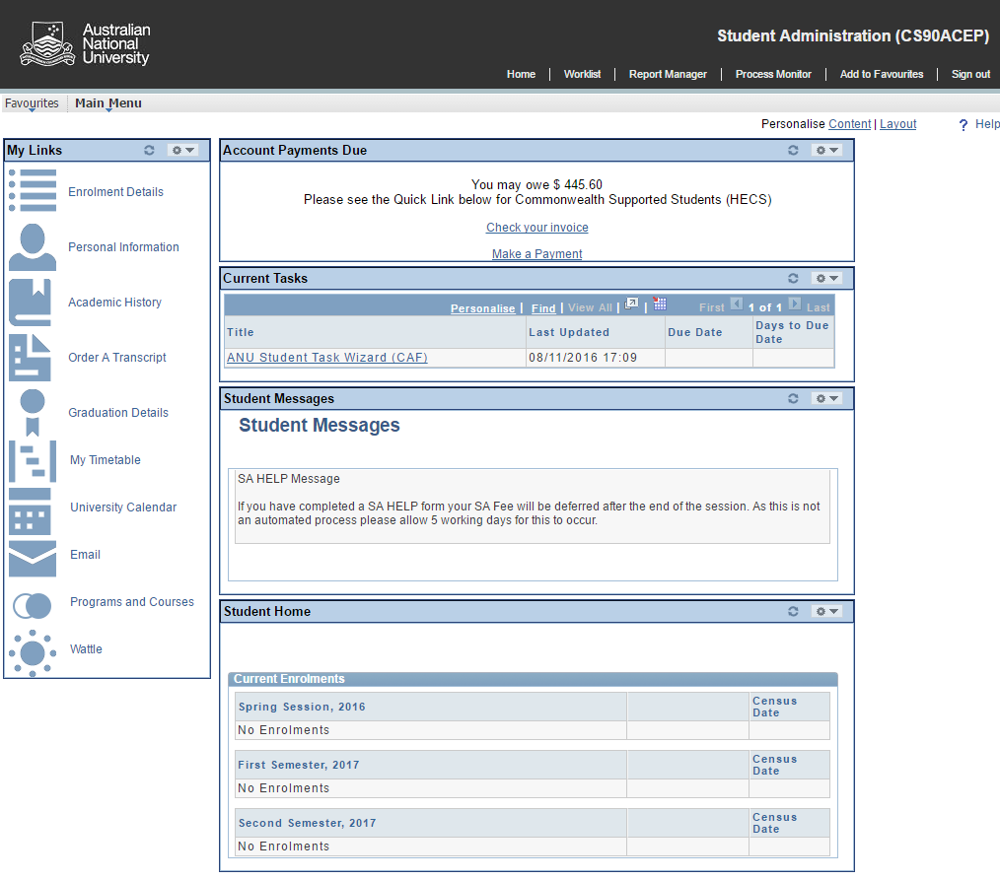 Australian
National
University
Student Administration (CS90ACEP)
Home | Worklist | Report Manager | Process Monitor | Add to Favourites | Sign out
Favourites Main Menu
Personalise Content | Layout ? Help
My Links
Enrolment Details
Personal Information
Academic History
Order A Transcript
Graduation Details
My Timetable
University Calendar
Email
Programs and Courses
Wattle
Account Payments Due
You may owe $ 445.60
Please see the Quick Link below for Commonwealth Supported Students (HECS)
Check your invoice
Make a Payment
Current Tasks
Personalise | Find | View All | | First 1 of 1 Last
Title Last Updated Due Date Days to Due
Date
ANU Student Task Wizard (CAF) 08/11/2016 17:09
Student Messages
Student Messages
SA HELP Message
If you have completed a SA HELP form your SA Fee will be deferred after the end of the session. As this is not
an automated process please allow 5 working days for this to occur.
Student Home
Current Enrolments
Spring Session, 2016 Census
Date
No Enrolments
First Semester, 2017 Census
Date
No Enrolments
Second Semester, 2017 Census
Date
No Enrolments